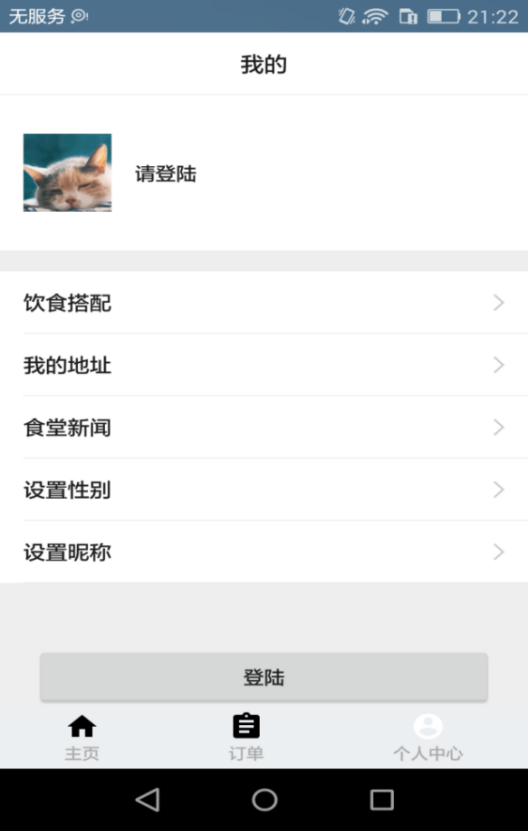 无服务 21:22
我的
请登陆
饮食搭配
我的地址
食堂新闻
设置性别
设置昵称
登陆
主页 订单 个人中心